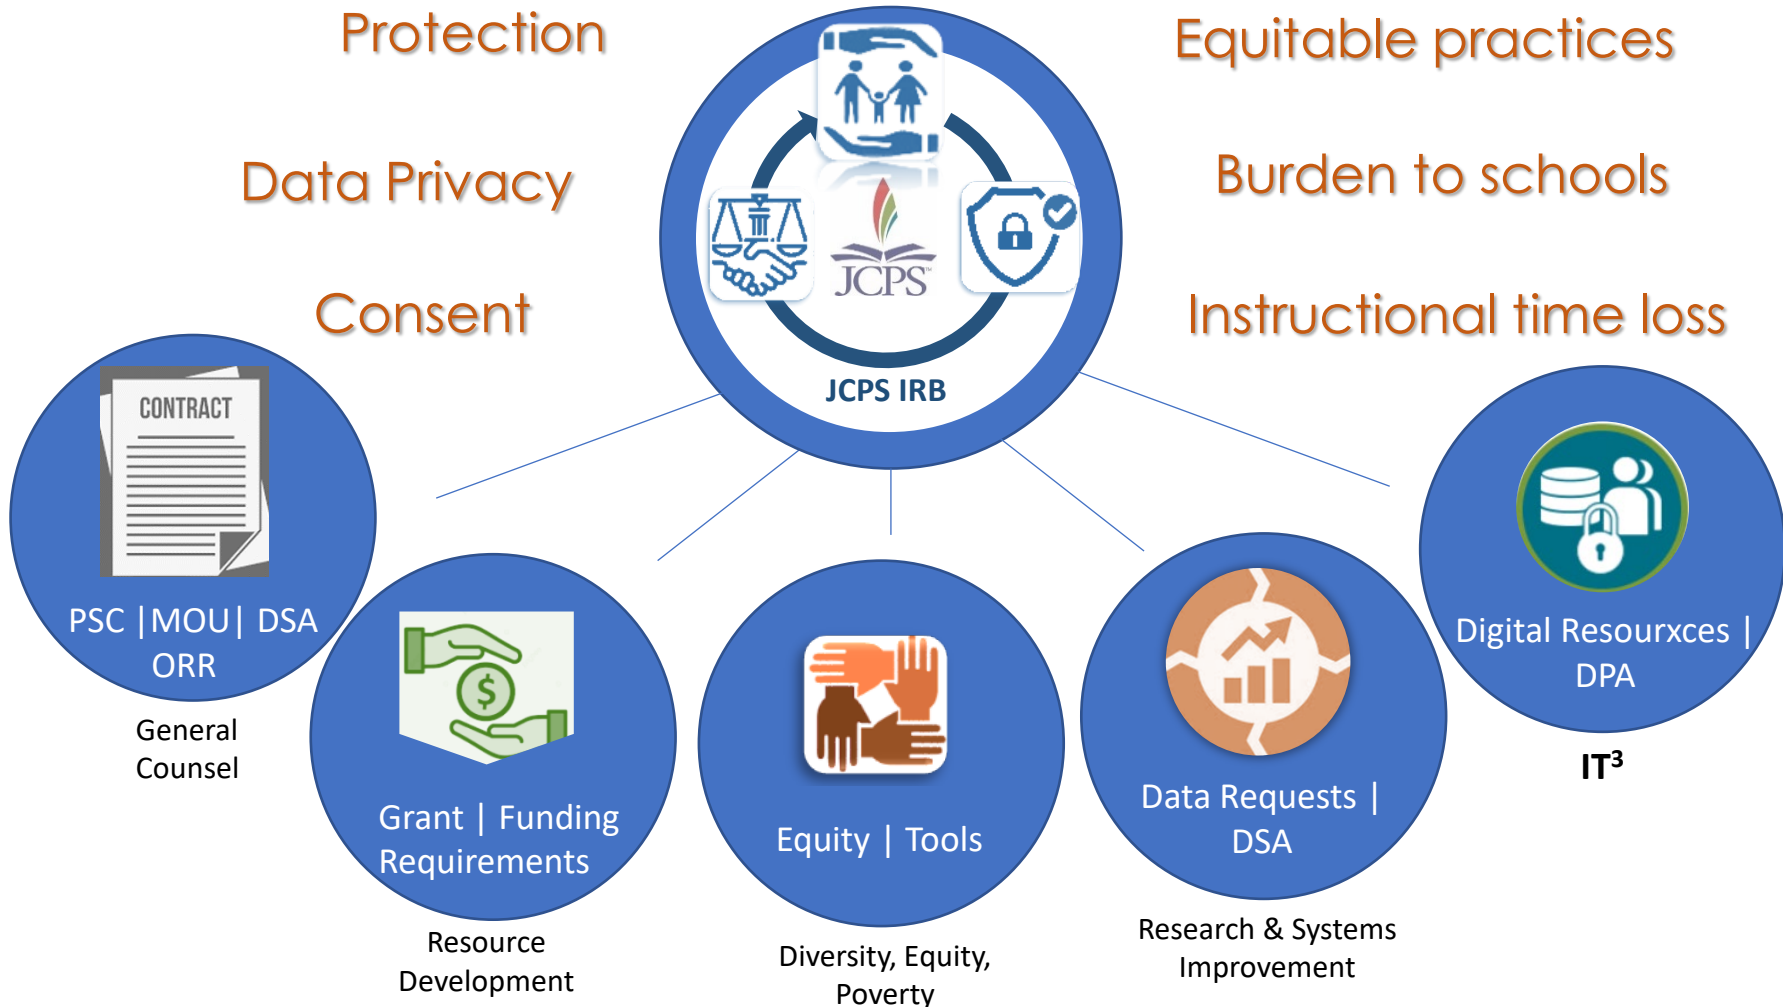 Protection
Equitable practices
Data Privacy
Burden to schools
Consent
Instructional time loss
JCPS™
JCPS IRB
CONTRACT
PSC |MOU| DSA
ORR
General
Counsel
$
Grant | Funding
Requirements
Resource
Development
Equity | Tools
Diversity, Equity,
Poverty
Data Requests |
DSA
Research & Systems
Improvement
Digital Resourxces |
DPA
IT³